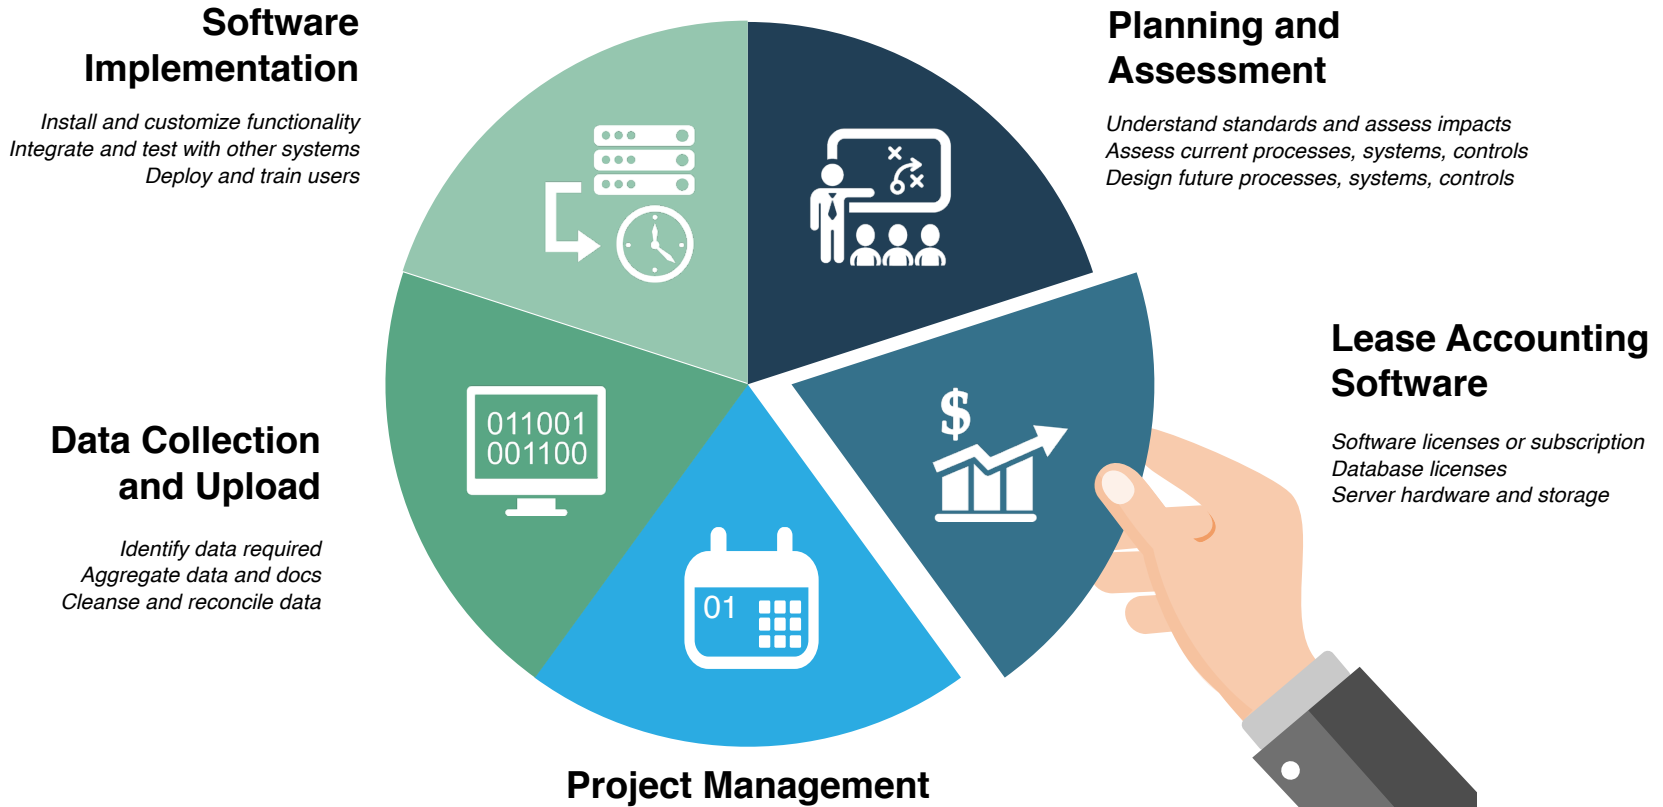 Software
Implementation
Install and customize functionality
Integrate and test with other systems
Deploy and train users
Planning and
Assessment
Understand standards and assess impacts
Assess current processes, systems, controls
Design future processes, systems, controls
Lease Accounting
Software
Software licenses or subscription
Database licenses
Server hardware and storage
$
011001
001100
Data Collection
and Upload
Identify data required
Aggregate data and docs
Cleanse and reconcile data
01
Project Management